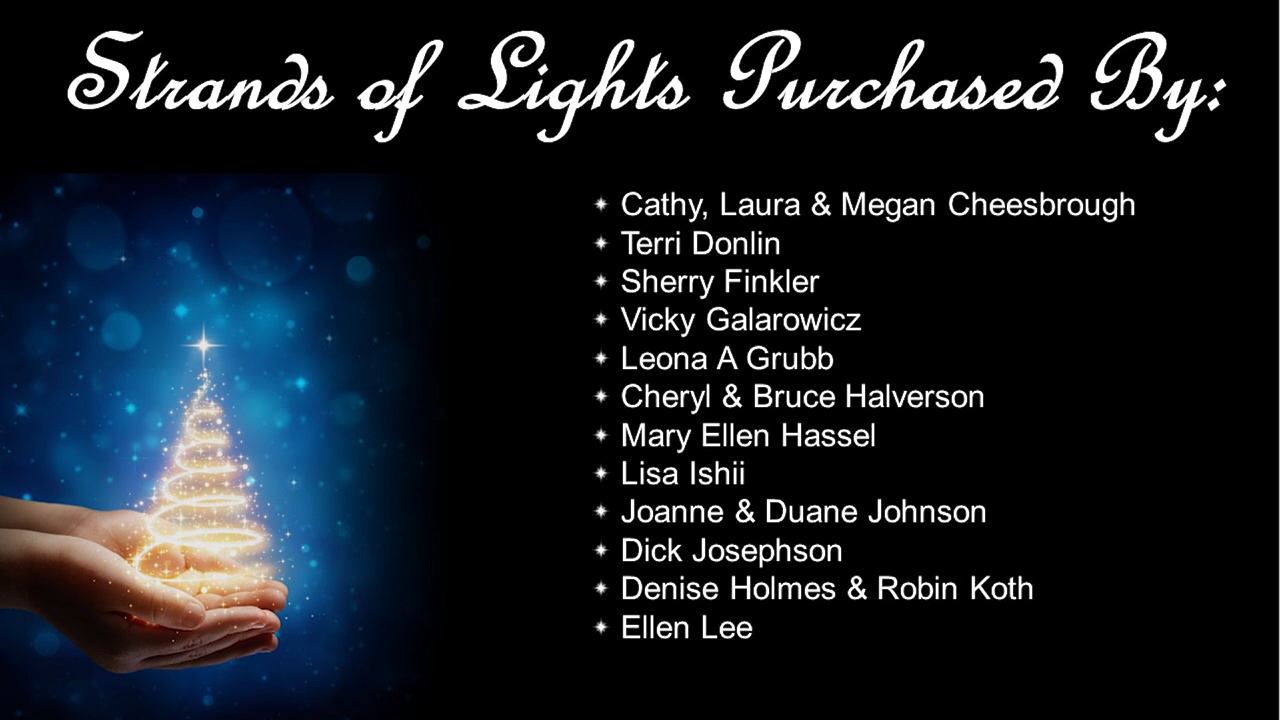 Strands of Lights Purchased By:
Cathy, Laura & Megan Cheesbrough
Terri Donlin
Sherry Finkler
Vicky Galarowicz
Leona A Grubb
Cheryl & Bruce Halverson
Mary Ellen Hassel
Lisa Ishii
Joanne & Duane Johnson
Dick Josephson
Denise Holmes & Robin Koth
Ellen Lee